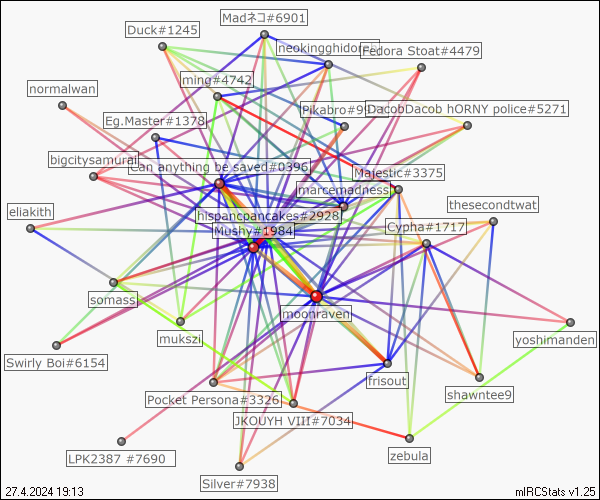 Madネコ#6901
Duck#1245
neokingghidorah
Fedora Stoat#4479
ming#4742
normalwan
DacobDacob hORNY police#5271
Eg.Master#1378
bigcitysamurai
Can anything be saved#0396
Majestic#3375
marcemadness
thesecondtwat
eliakith
hispancpancakes#2928
Cypha#1717
Mushy#1984
somass
moonraven
mukszi
yoshimanden
Swirly Boi#6154
frisout
shawntee9
Pocket Persona#3326
JKOUYH VIII#7034
zebula
LPK2387 #7690
Silver#7938
27.4.2024 19:13
mIRCStats v1.25